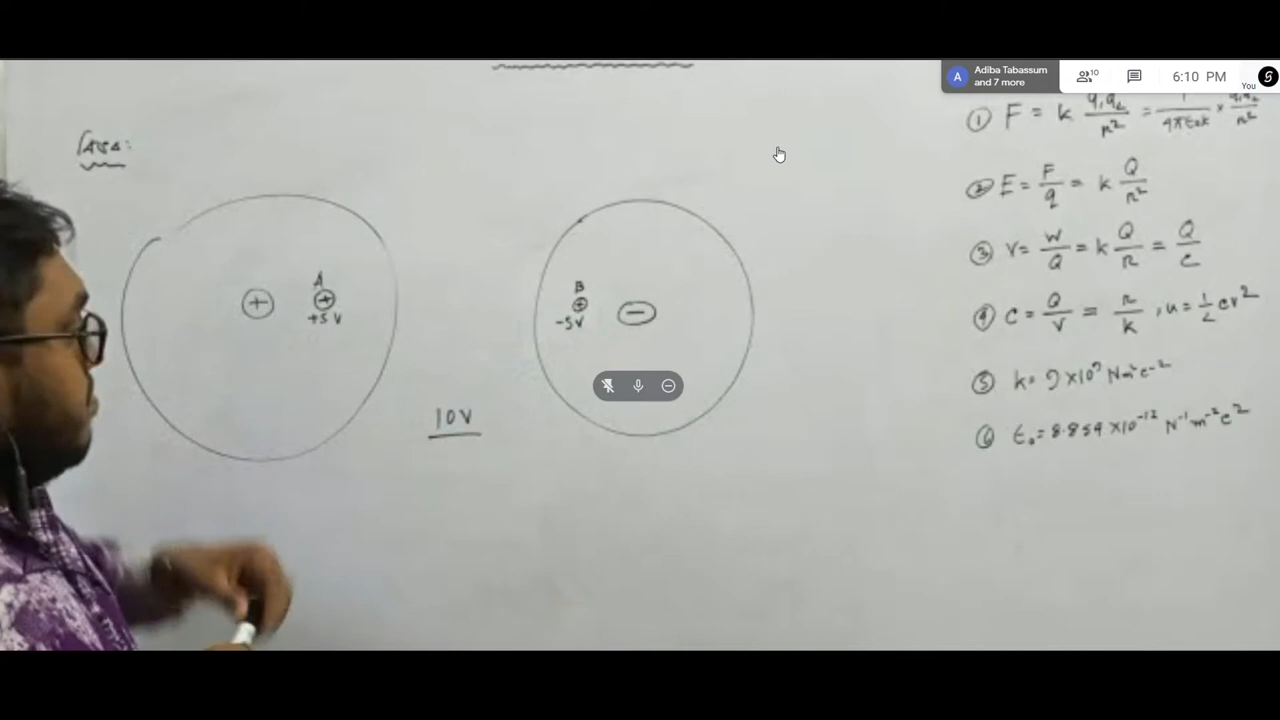 Adiba Tabassum
and 7 more
10
6:10 PM
You
A
Case:
A
+
+
+5 V
B
+
-5V
−
10V
① F = k q₁q₂/r² = 1/4πε₀k × q₁q₂/r²
② E = F/q = k Q/r²
③ V = W/Q = k Q/r = Q/C
④ C = Q/V = r/k , u = 1/2 cv²
⑤ k = 9 × 10⁹ Nm²c⁻²
⑥ ε₀ = 8.854 × 10⁻¹² N⁻¹m⁻²c²